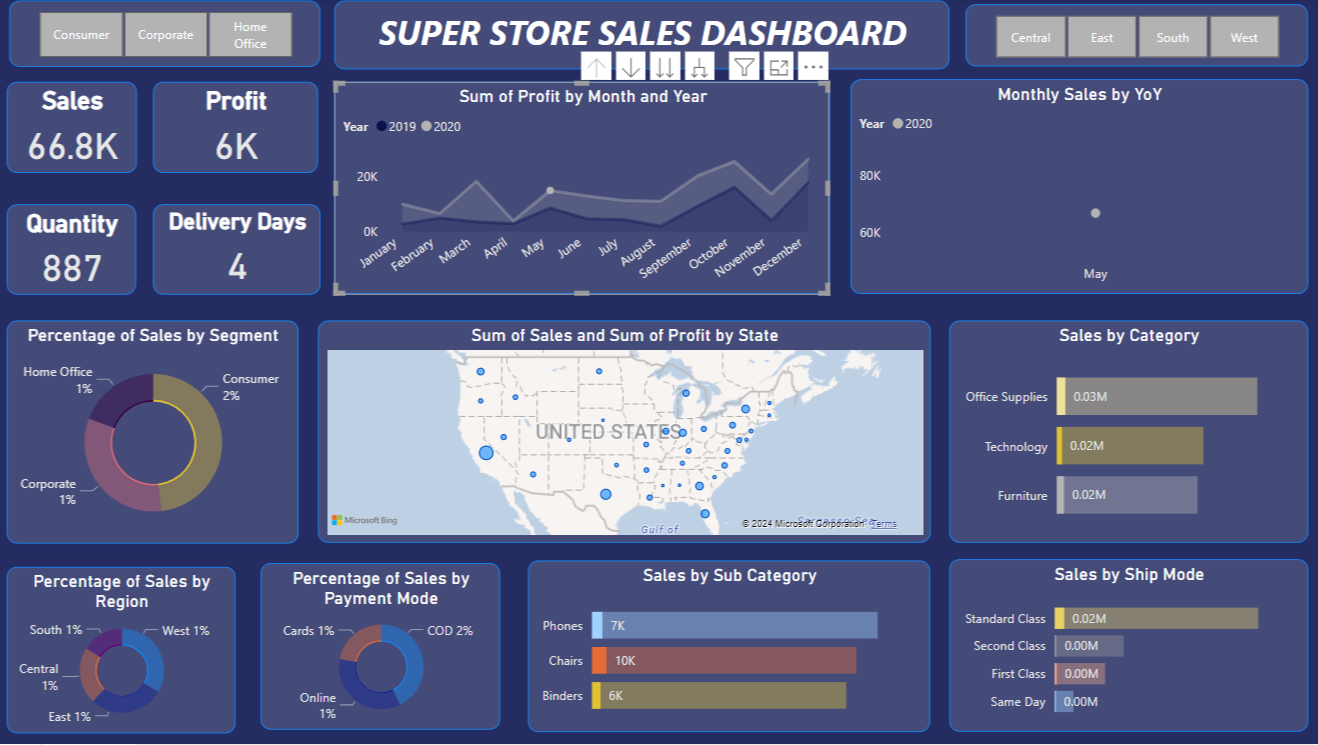 Consumer
Corporate
Home
Office
SUPER STORE SALES DASHBOARD
Central
East
South
West
Sales
66.8K
Profit
6K
Quantity
887
Delivery Days
4
Sum of Profit by Month and Year
Year 2019 2020
20K
0K
January
February
March
April
May
June
July
August
September
October
November
December
Monthly Sales by YoY
Year 2020
80K
60K
May
Percentage of Sales by Segment
Home Office
1%
Consumer
2%
Corporate
1%
Sum of Sales and Sum of Profit by State
UNITED STATES
Microsoft Bing
Gulf of
© 2024 Microsoft Corporation Terms
Sales by Category
Office Supplies 0.03M
Technology 0.02M
Furniture 0.02M
Percentage of Sales by
Region
South 1%
West 1%
Central
1%
East 1%
Percentage of Sales by
Payment Mode
Cards 1%
COD 2%
Online
1%
Sales by Sub Category
Phones 7K
Chairs 10K
Binders 6K
Sales by Ship Mode
Standard Class 0.02M
Second Class 0.00M
First Class 0.00M
Same Day 0.00M